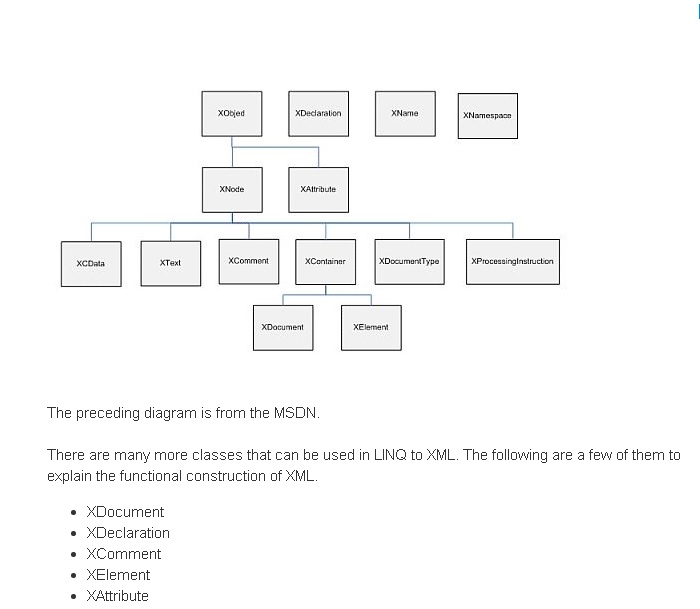 XObject XDeclaration XName XNamespace
XNode XAttribute
XCData XText XComment XContainer XDocumentType XProcessingInstruction
XDocument XElement
The preceding diagram is from the MSDN.
There are many more classes that can be used in LINQ to XML. The following are a few of them to
explain the functional construction of XML.
• XDocument
• XDeclaration
• XComment
• XElement
• XAttribute